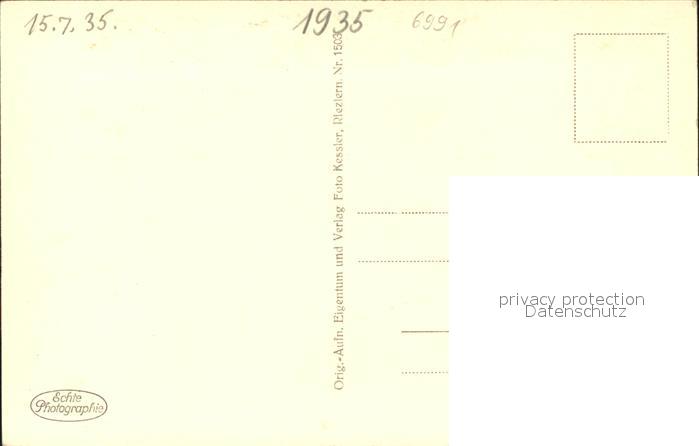 15.7.35.
1935
6991
Orig.-Aufn. Eigentum und Verlag Foto Kessler, Riezlern. Nr. 1503
privacy protection
Datenschutz
Echte
Photographie